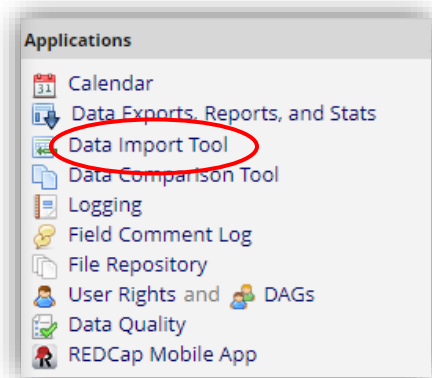 Applications
31 Calendar
Data Exports, Reports, and Stats
Data Import Tool
Data Comparison Tool
Logging
Field Comment Log
File Repository
User Rights and DAGs
Data Quality
REDCap Mobile App